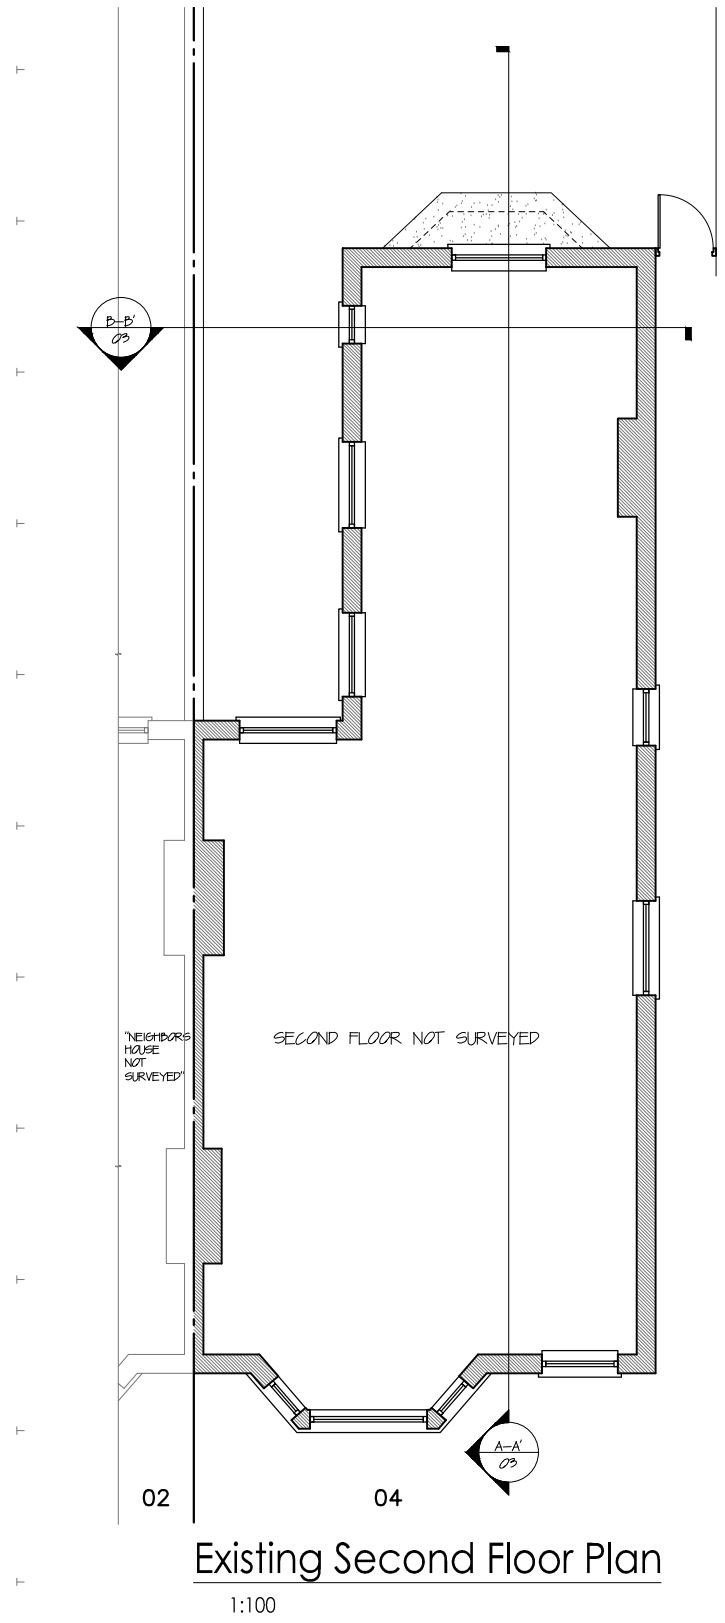 B-B'
03
"NEIGHBORS
HOUSE
NOT
SURVEYED"
SECOND FLOOR NOT SURVEYED
A-A'
03
02
04
Existing Second Floor Plan
1:100